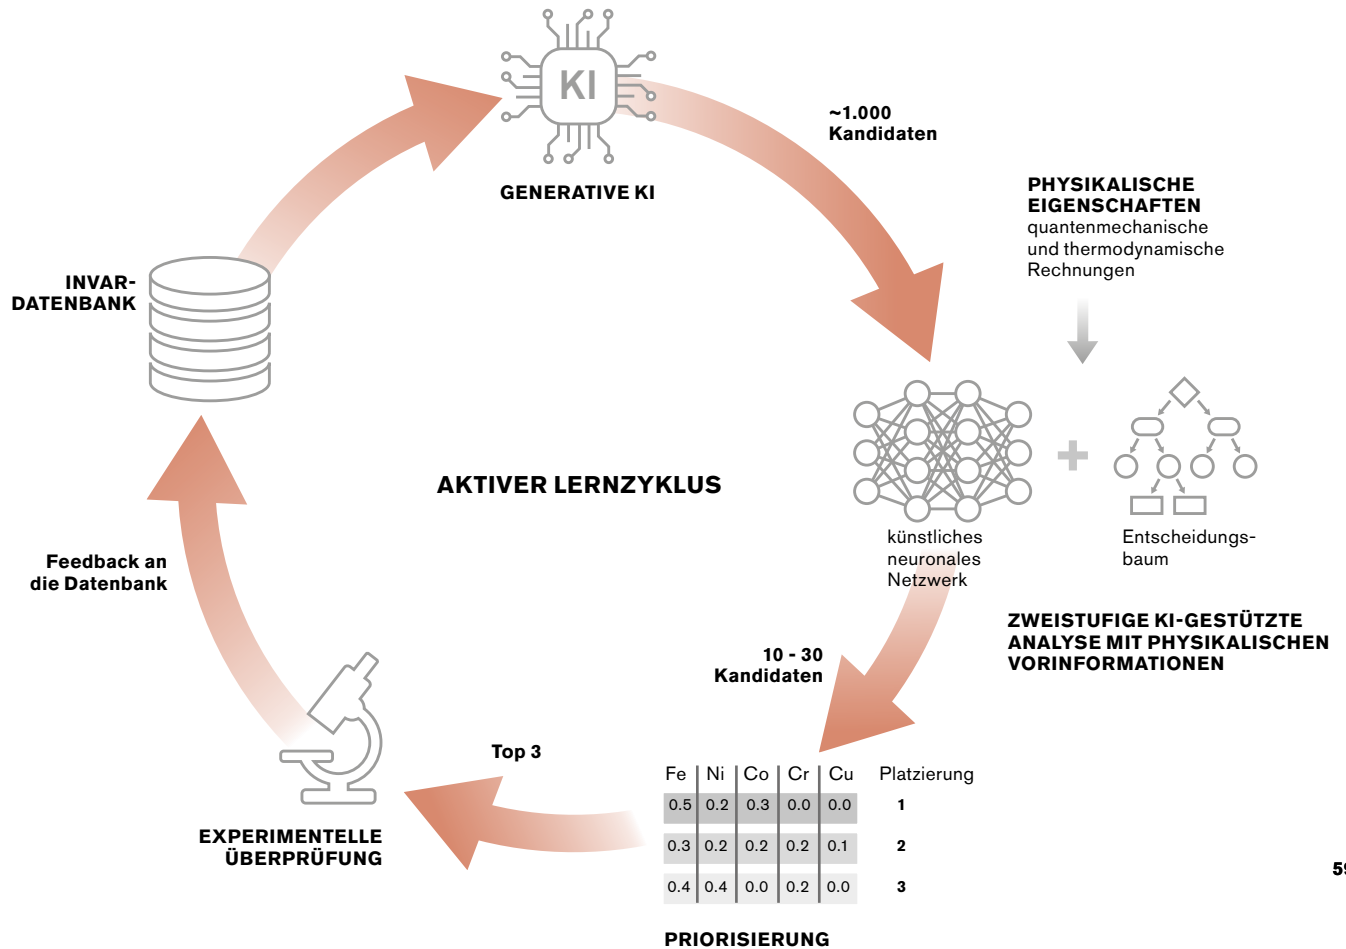 KI
GENERATIVE KI
~1.000
Kandidaten
PHYSIKALISCHE
EIGENSCHAFTEN
quantenmechanische
und thermodynamische
Rechnungen
INVAR-
DATENBANK
AKTIVER LERNZYKLUS
künstliches
neuronales
Netzwerk
Entscheidungs-
baum
ZWEISTUFIGE KI-GESTÜTZTE
ANALYSE MIT PHYSIKALISCHEN
VORINFORMATIONEN
Feedback an
die Datenbank
10 - 30
Kandidaten
Top 3
Fe Ni Co Cr Cu Platzierung
0.5 0.2 0.3 0.0 0.0 1
0.3 0.2 0.2 0.2 0.1 2
0.4 0.4 0.0 0.2 0.0 3
EXPERIMENTELLE
ÜBERPRÜFUNG
PRIORISIERUNG
59